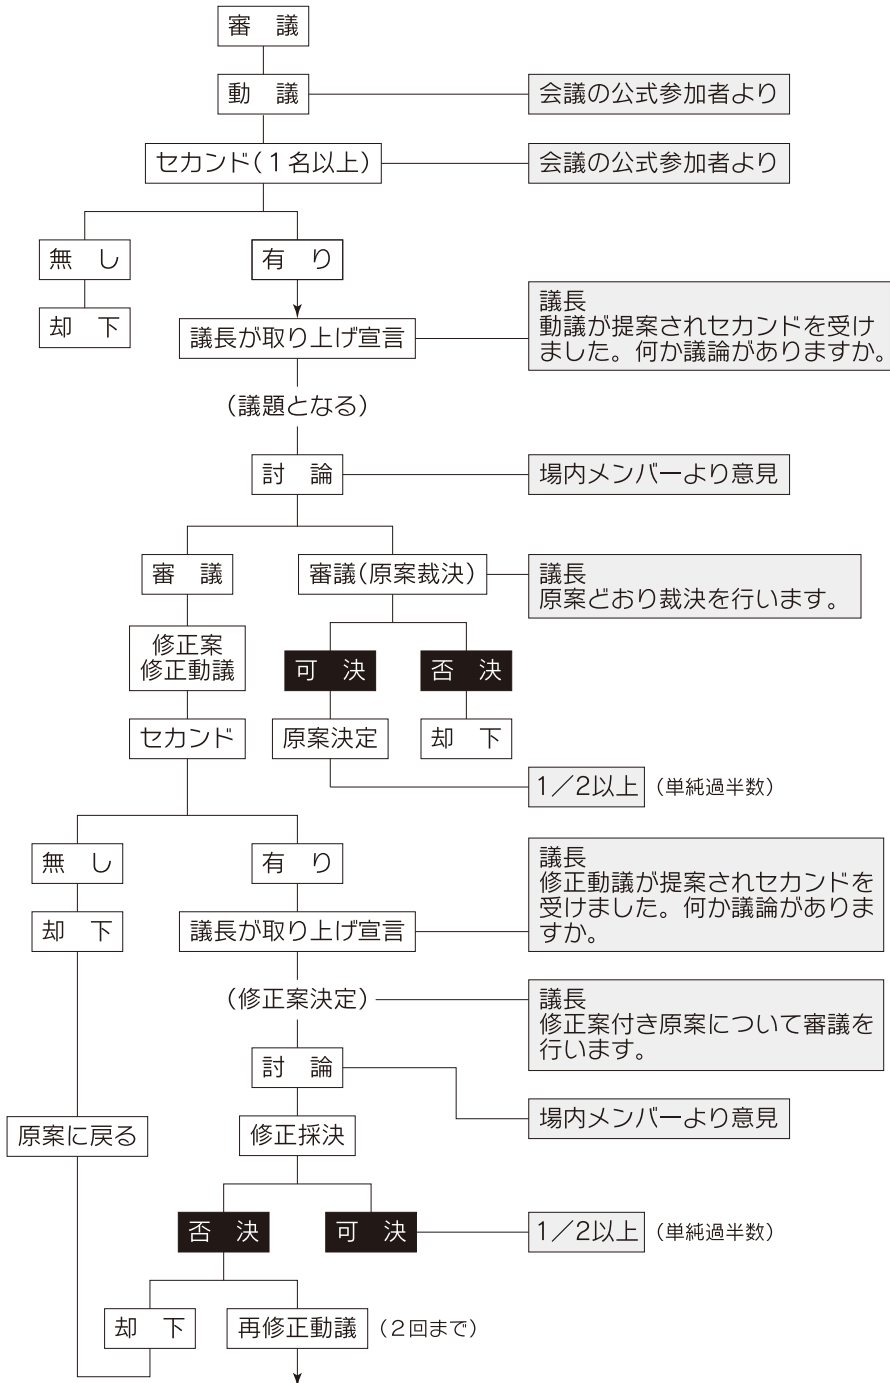 審　議
動　議
会議の公式参加者より
セカンド（１名以上）
会議の公式参加者より
無　し
有　り
却　下
議長が取り上げ宣言
議長
動議が提案されセカンドを受け
ました。何か議論がありますか。
（議題となる）
討　論
場内メンバーより意見
審　議
審議（原案裁決）
議長
原案どおり裁決を行います。
修正案
修正動議
可　決
否　決
セカンド
原案決定
却　下
1／2以上（単純過半数）
無　し
有　り
議長
修正動議が提案されセカンドを
受けました。何か議論がありま
すか。
却　下
議長が取り上げ宣言
（修正案決定）
議長
修正案付き原案について審議を
行います。
討　論
場内メンバーより意見
原案に戻る
修正採決
否　決
可　決
1／2以上（単純過半数）
却　下
再修正動議（２回まで）